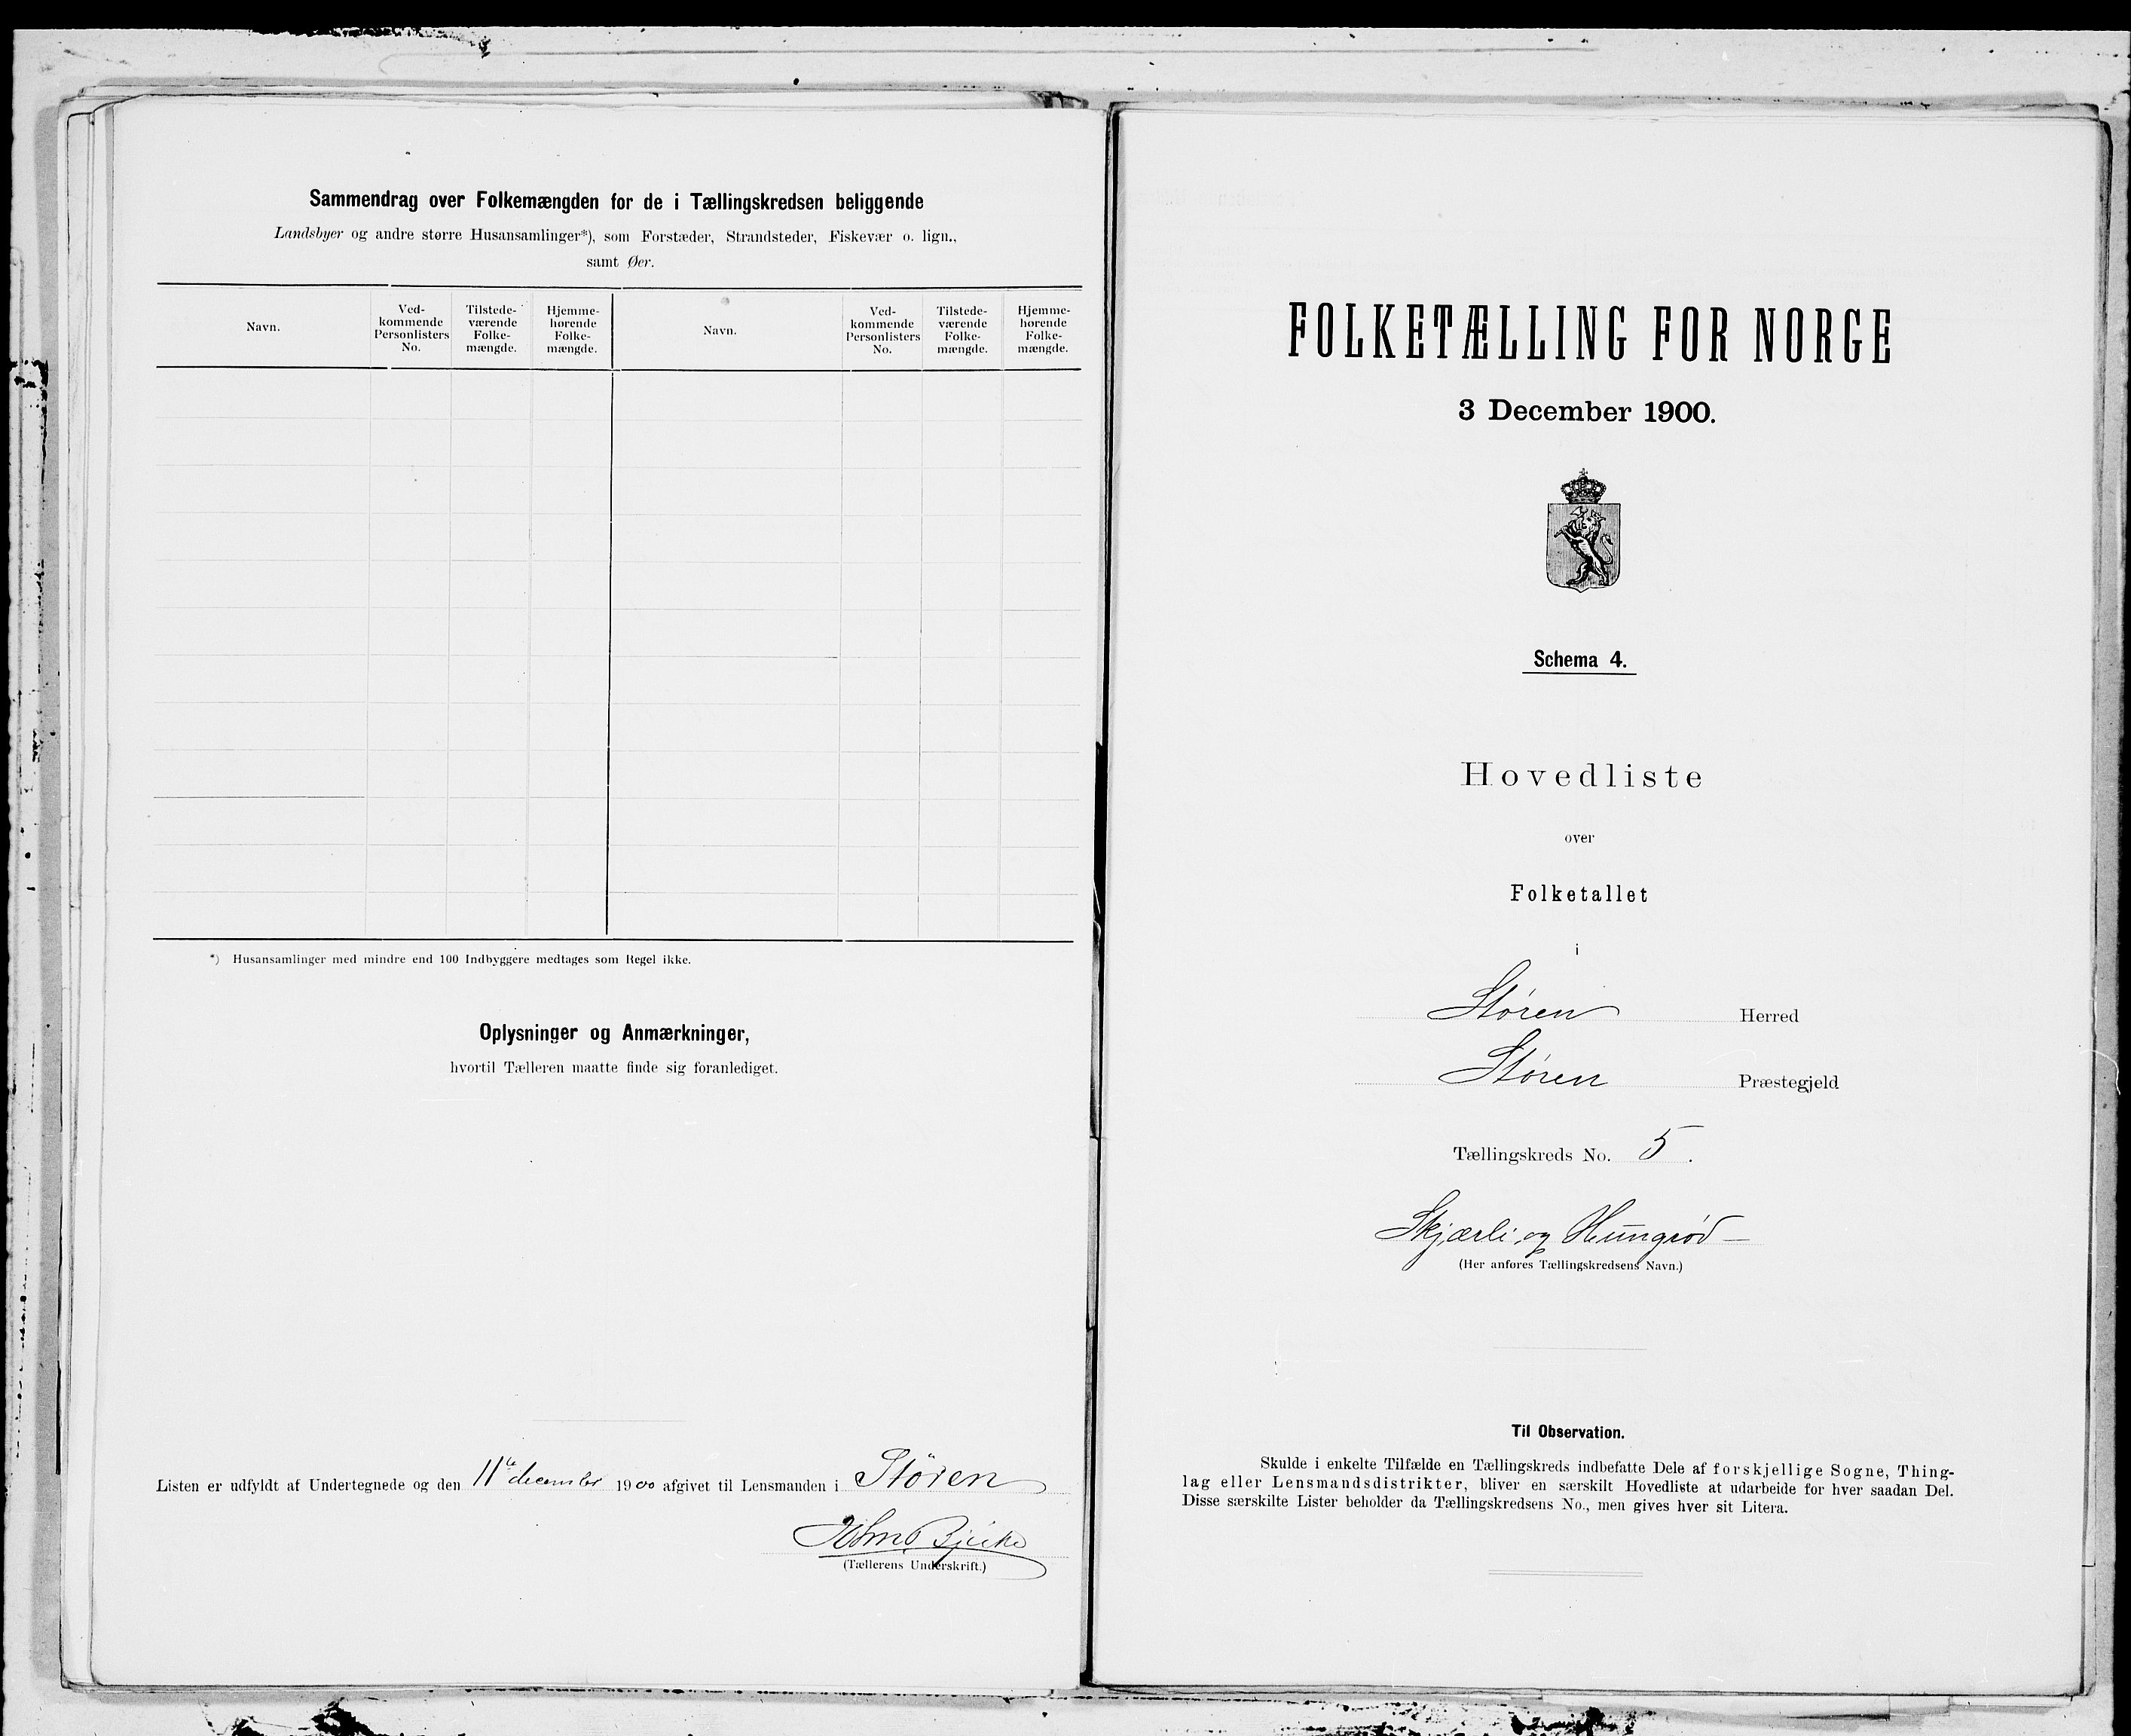 Sammendrag over Folkemængden for de i Tællingskredsen beliggende
Landsbyer og andre større Husansamlinger*), som Forstæder, Strandsteder, Fiskevær o. lign.,
samt Øer.
Navn.
Ved-
kommende
Personlisters
No.
Tilstede-
værende
Folke-
mængde.
Hjemme-
hørende
Folke-
mængde.
Navn.
Ved-
kommende
Personlisters
No.
Tilstede-
værende
Folke-
mængde.
Hjemme-
hørende
Folke-
mængde.
*) Husansamlinger med mindre end 100 Indbyggere medtages som Regel ikke.
Oplysninger og Anmærkninger,
hvortil Tælleren maatte finde sig foranlediget.
Listen er udfyldt af Undertegnede og den 11te december 1900 afgivet til Lensmanden i Støren
(Tællerens Underskrift.)
FOLKETÆLLING FOR NORGE
3 December 1900.
Schema 4.
Hovedliste
over
Folketallet
i
Støren Herred
Støren Præstegjeld
Tællingskreds No. 5.
Skjærli og Hungrød
(Her anføres Tællingskredsens Navn.)
Til Observation.
Skulde i enkelte Tilfælde en Tællingskreds indbefatte Dele af forskjellige Sogne, Thing-
lag eller Lensmandsdistrikter, bliver en særskilt Hovedliste at udarbeide for hver saadan Del.
Disse særskilte Lister beholder da Tællingskredsens No., men gives hver sit Litera.